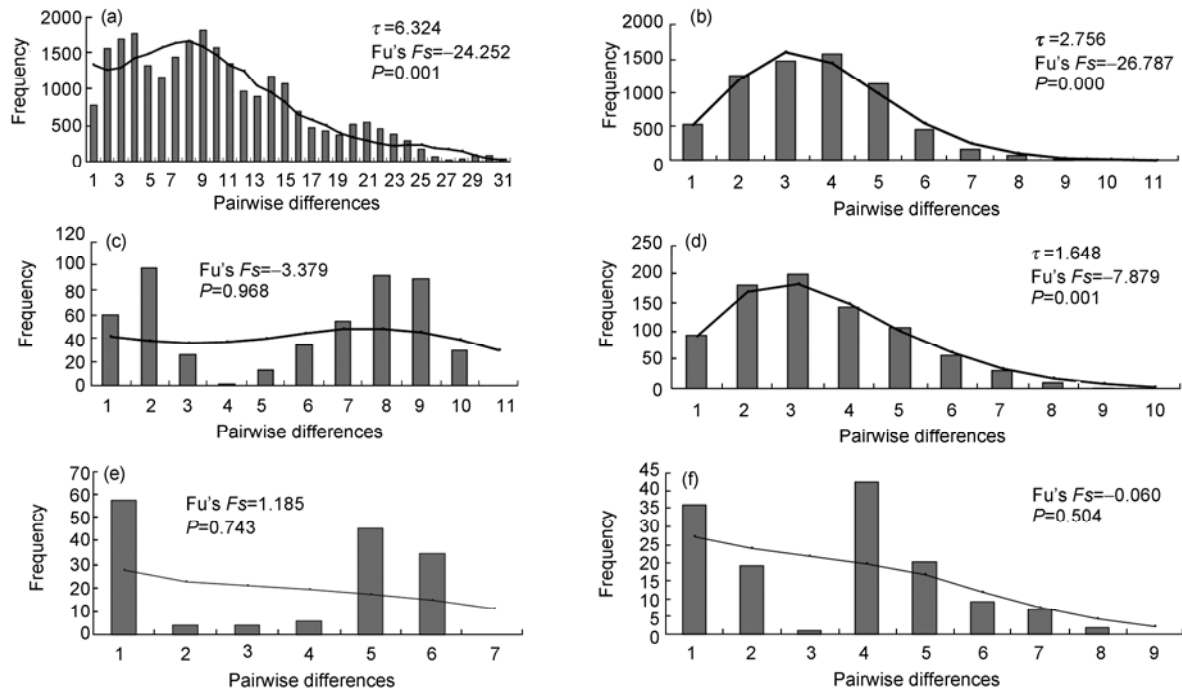 (a)
τ=6.324
Fu's Fs=−24.252
P=0.001
Frequency
2000
1500
1000
500
0
1 3 5 7 9 11 13 15 17 19 21 23 25 27 29 31
Pairwise differences
(b)
τ=2.756
Fu's Fs=−26.787
P=0.000
Frequency
2000
1500
1000
500
0
1 2 3 4 5 6 7 8 9 10 11
Pairwise differences
(c)
Fu's Fs=−3.379
P=0.968
Frequency
120
100
80
60
40
20
0
1 2 3 4 5 6 7 8 9 10 11
Pairwise differences
(d)
τ=1.648
Fu's Fs=−7.879
P=0.001
Frequency
250
200
150
100
50
0
1 2 3 4 5 6 7 8 9 10
Pairwise differences
(e)
Fu's Fs=1.185
P=0.743
Frequency
70
60
50
40
30
20
10
0
1 2 3 4 5 6 7
Pairwise differences
(f)
Fu's Fs=−0.060
P=0.504
Frequency
45
40
35
30
25
20
15
10
5
0
1 2 3 4 5 6 7 8 9
Pairwise differences